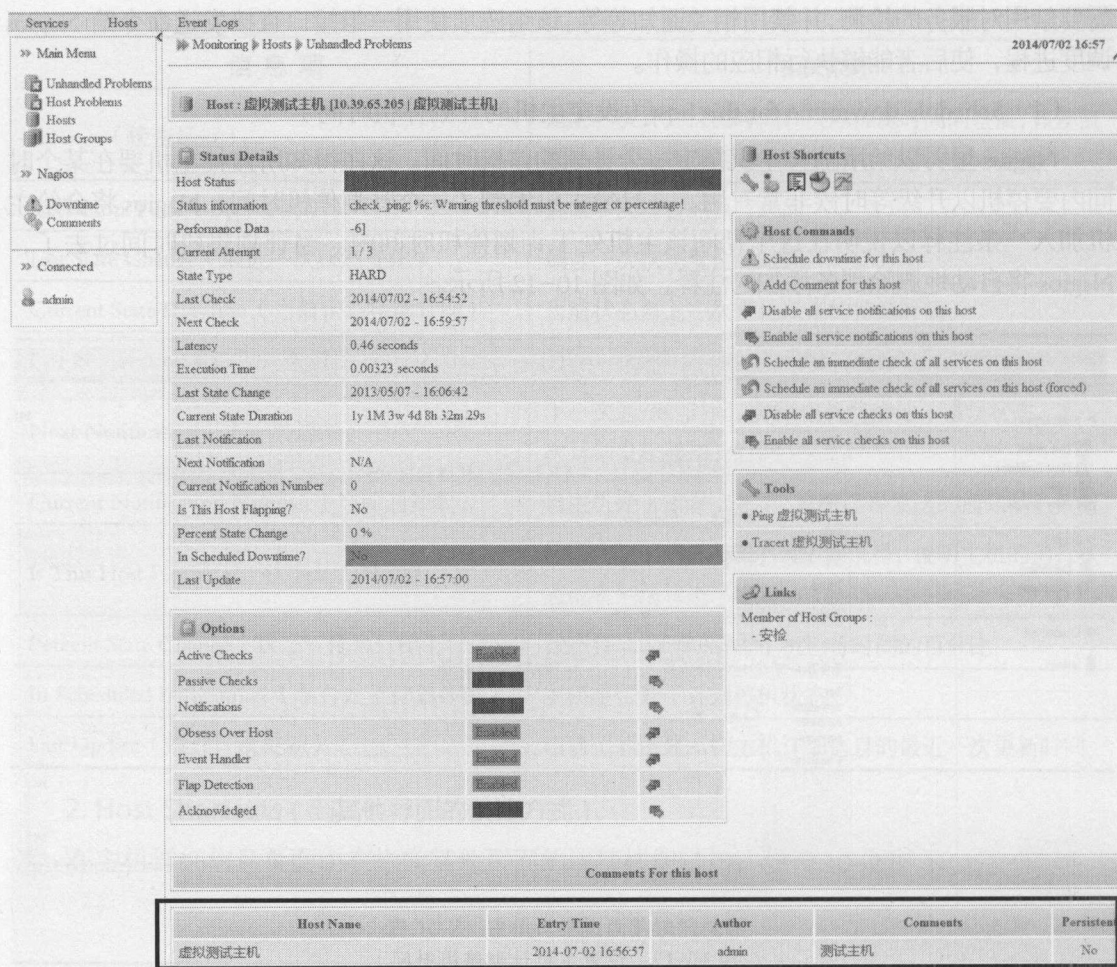 Services Hosts Event Logs
» Main Menu
Unhandled Problems
Host Problems
Hosts
Host Groups
» Nagios
Downtime
Comments
» Connected
admin
Monitoring Hosts Unhandled Problems
2014/07/02 16:57
Host : 虚拟测试主机 [10.39.65.205 | 虚拟测试主机]
Status Details
Host Status
Status information check_ping: %s: Warning threshold must be integer or percentage!
Performance Data -6]
Current Attempt 1 / 3
State Type HARD
Last Check 2014/07/02 - 16:54:52
Next Check 2014/07/02 - 16:59:57
Latency 0.46 seconds
Execution Time 0.00323 seconds
Last State Change 2013/05/07 - 16:06:42
Current State Duration 1y 1M 3w 4d 8h 32m 29s
Last Notification
Next Notification N/A
Current Notification Number 0
Is This Host Flapping? No
Percent State Change 0 %
In Scheduled Downtime? No
Last Update 2014/07/02 - 16:57:00
Options
Active Checks Enabled
Passive Checks
Notifications
Obsess Over Host Enabled
Event Handler Enabled
Flap Detection Enabled
Acknowledged
Host Shortcuts
Host Commands
Schedule downtime for this host
Add Comment for this host
Disable all service notifications on this host
Enable all service notifications on this host
Schedule an immediate check of all services on this host
Schedule an immediate check of all services on this host (forced)
Disable all service checks on this host
Enable all service checks on this host
Tools
• Ping 虚拟测试主机
• Tracert 虚拟测试主机
Links
Member of Host Groups :
- 安检
Comments For this host
Host Name Entry Time Author Comments Persistent
虚拟测试主机 2014-07-02 16:56:57 admin 测试主机 No